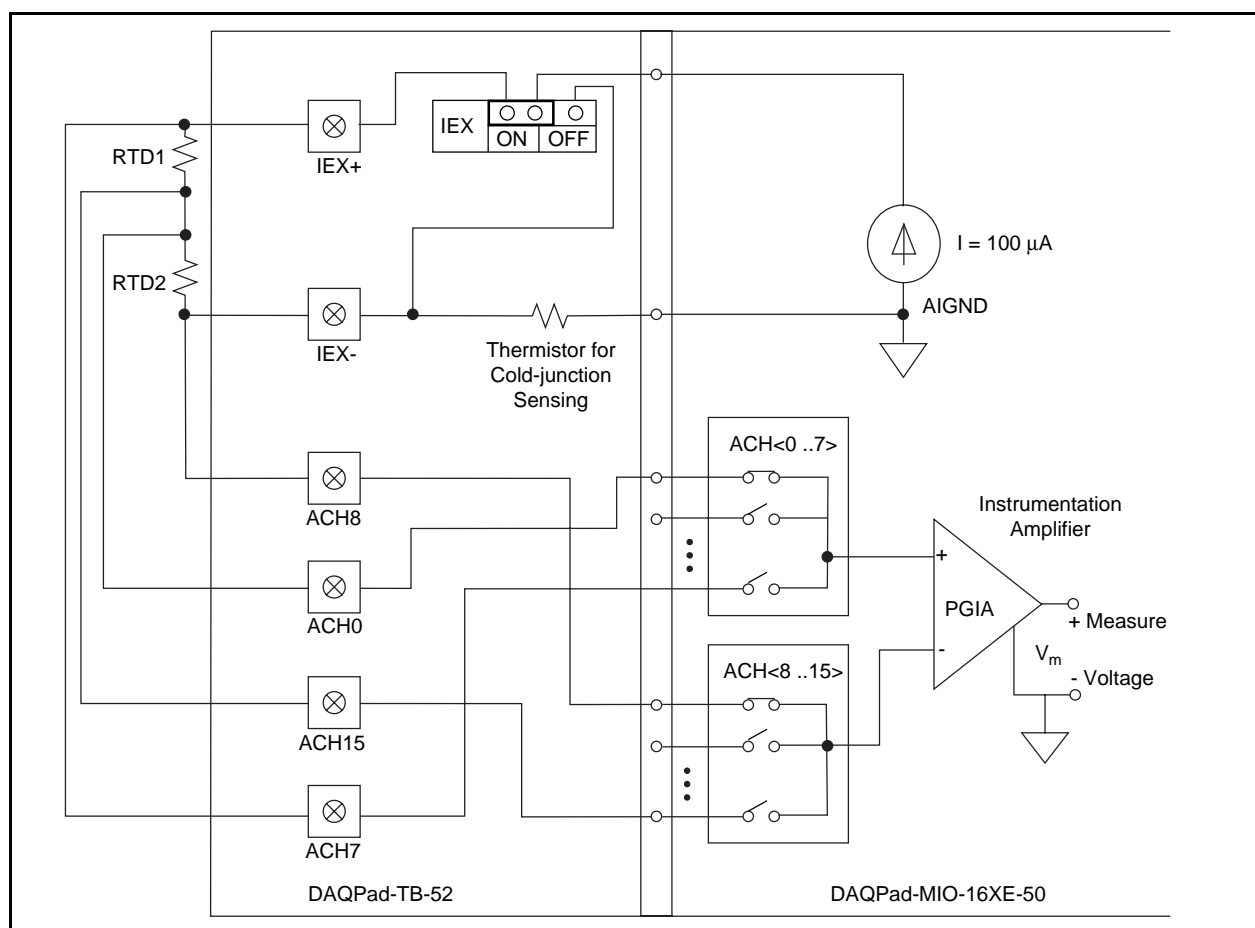 IEX
ON
OFF
RTD1
IEX+
I = 100 μA
RTD2
AIGND
IEX-
Thermistor for
Cold-junction
Sensing
ACH<0 ..7>
Instrumentation
Amplifier
ACH8
+
PGIA
+ Measure
ACH0
-
Vm
ACH<8 ..15>
- Voltage
ACH15
ACH7
DAQPad-TB-52
DAQPad-MIO-16XE-50